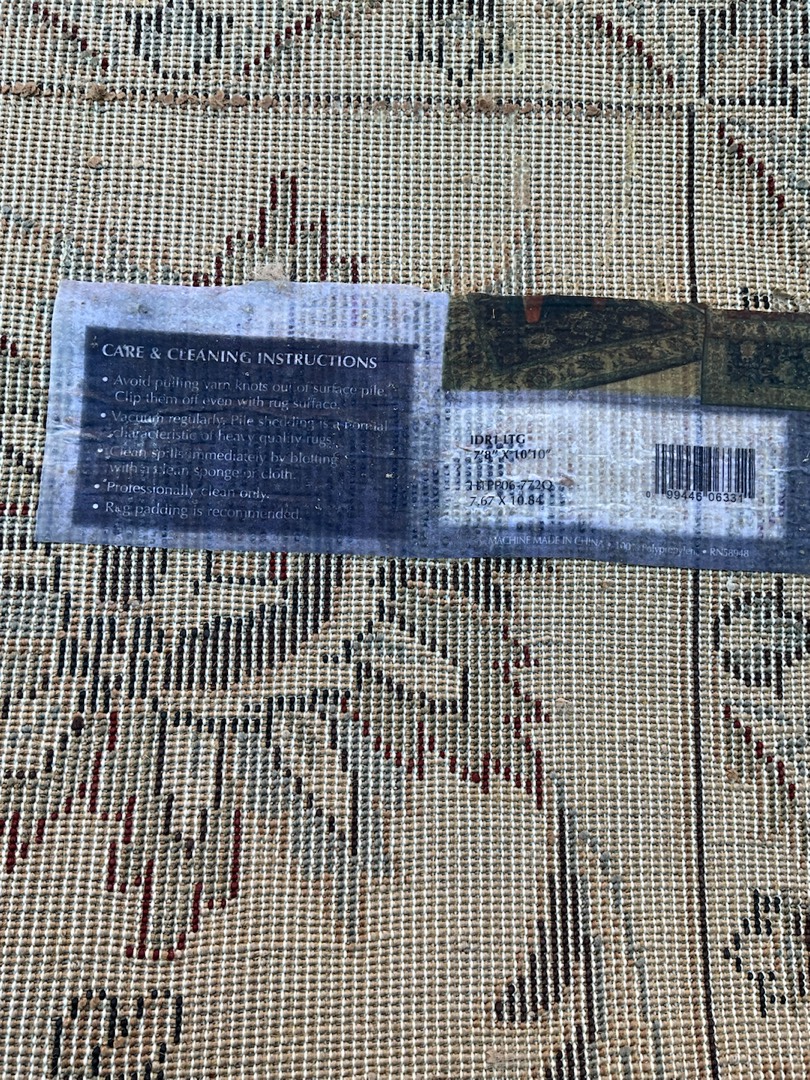 CARE & CLEANING INSTRUCTIONS
• Avoid pulling yarn knots out of surface pile.
Clip them off even with rug surface.
• Vacuum regularly. Pile shedding is a normal
characteristic of heavy quality rugs.
• Clean spills immediately by blotting
with a clean sponge or cloth.
• Professionally clean only.
• Rug padding is recommended.
7'8" X 10'10"
7.67 X 10.84
0 99446 06331
MACHINE MADE IN CHINA • 100% Polypropylene • RN58948